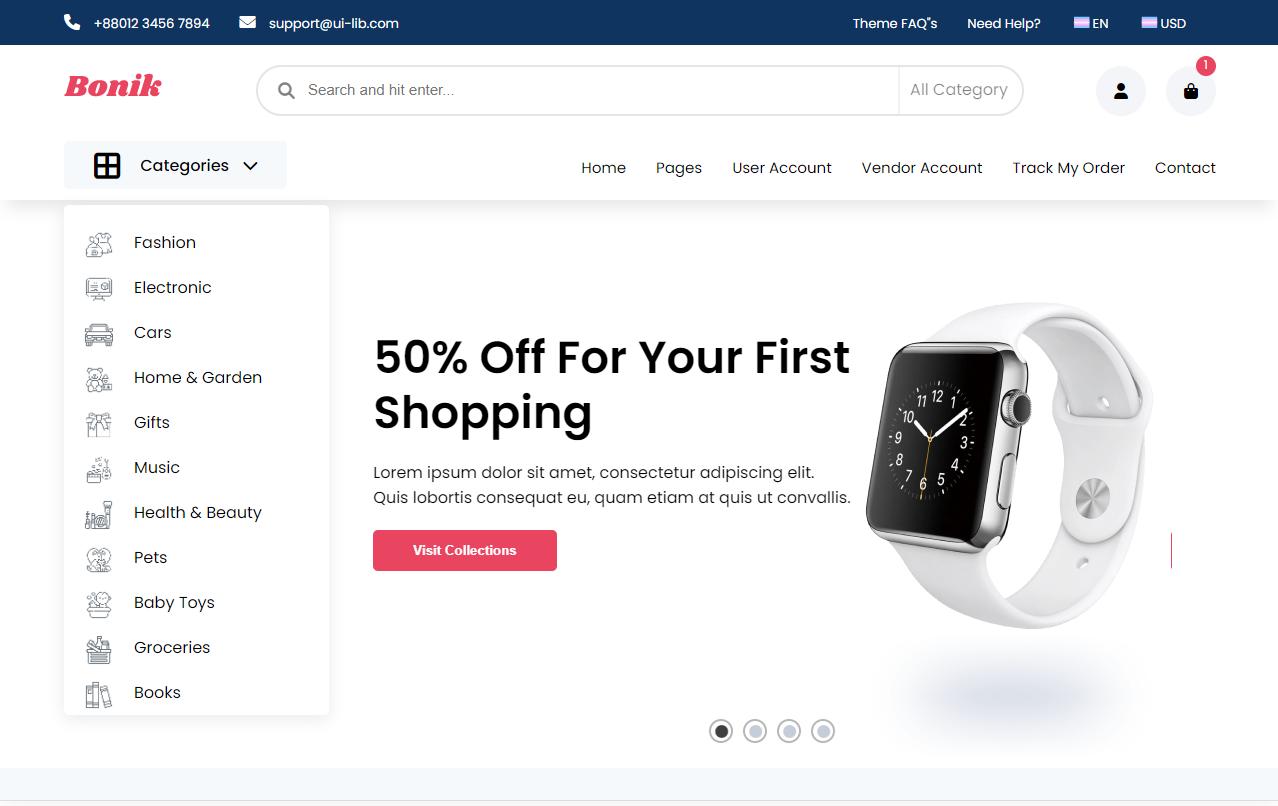 +88012 3456 7894 support@ui-lib.com Theme FAQ"s Need Help? EN USD
Bonik Search and hit enter... All Category 1
Categories Home Pages User Account Vendor Account Track My Order Contact
Fashion
Electronic
Cars
Home & Garden
Gifts
Music
Health & Beauty
Pets
Baby Toys
Groceries
Books
50% Off For Your First
Shopping
Lorem ipsum dolor sit amet, consectetur adipiscing elit.
Quis lobortis consequat eu, quam etiam at quis ut convallis.
Visit Collections
12
1
2
3
4
5
6
7
8
9
10
11